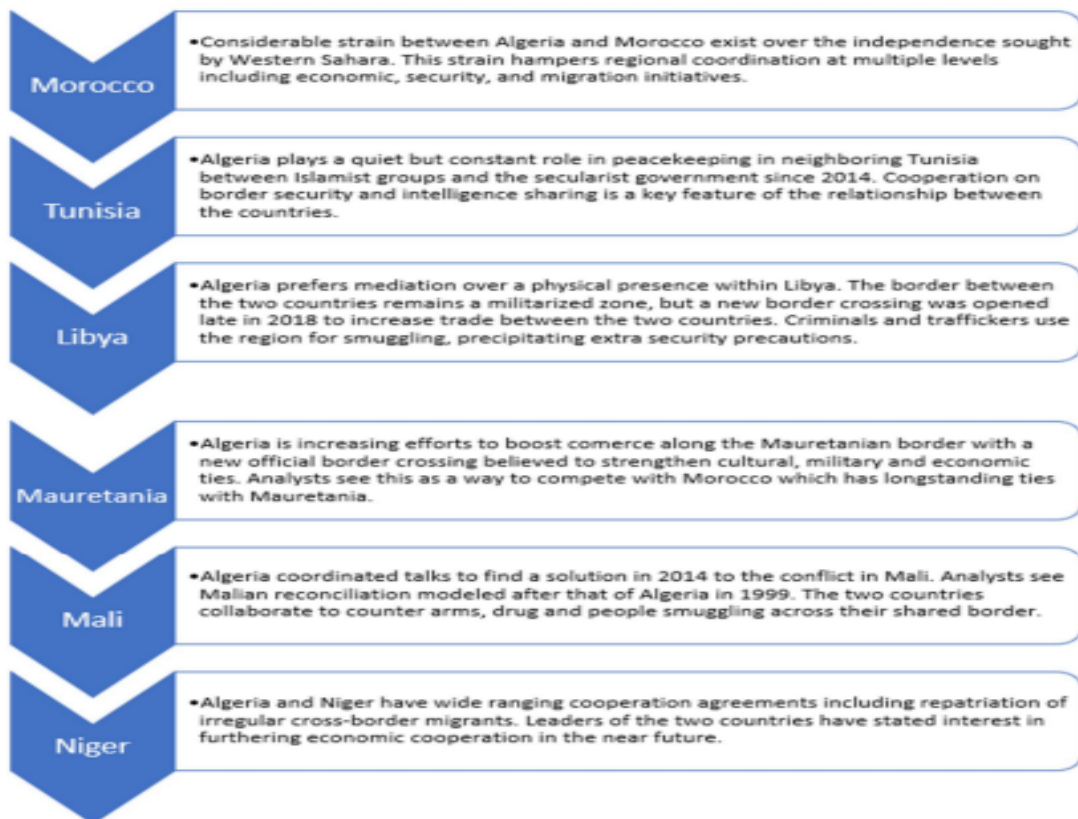 Morocco
•Considerable strain between Algeria and Morocco exist over the independence sought
by Western Sahara. This strain hampers regional coordination at multiple levels
including economic, security, and migration initiatives.
Tunisia
•Algeria plays a quiet but constant role in peacekeeping in neighboring Tunisia
between Islamist groups and the secularist government since 2014. Cooperation on
border security and intelligence sharing is a key feature of the relationship between
the countries.
Libya
•Algeria prefers mediation over a physical presence within Libya. The border between
the two countries remains a militarized zone, but a new border crossing was opened
late in 2018 to increase trade between the two countries. Criminals and traffickers use
the region for smuggling, precipitating extra security precautions.
Mauretania
•Algeria is increasing efforts to boost comerce along the Mauretanian border with a
new official border crossing believed to strengthen cultural, military and economic
ties. Analysts see this as a way to compete with Morocco which has longstanding ties
with Mauretania.
Mali
•Algeria coordinated talks to find a solution in 2014 to the conflict in Mali. Analysts see
Malian reconciliation modeled after that of Algeria in 1999. The two countries
collaborate to counter arms, drug and people smuggling across their shared border.
Niger
•Algeria and Niger have wide ranging cooperation agreements including repatriation of
irregular cross-border migrants. Leaders of the two countries have stated interest in
furthering economic cooperation in the near future.